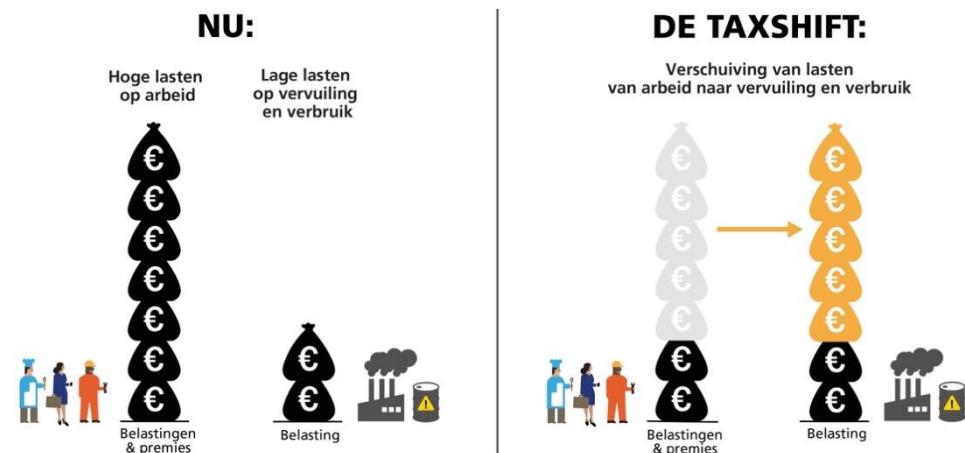 NU:
Hoge lasten
op arbeid
Lage lasten
op vervuiling
en verbruik
€
€
€
€
€
€
€
€
€
Belastingen
& premies
Belasting
DE TAXSHIFT:
Verschuiving van lasten
van arbeid naar vervuiling en verbruik
€
€
€
€
€
€
€
€
€
€
€
€
€
€
Belastingen
& premies
Belasting